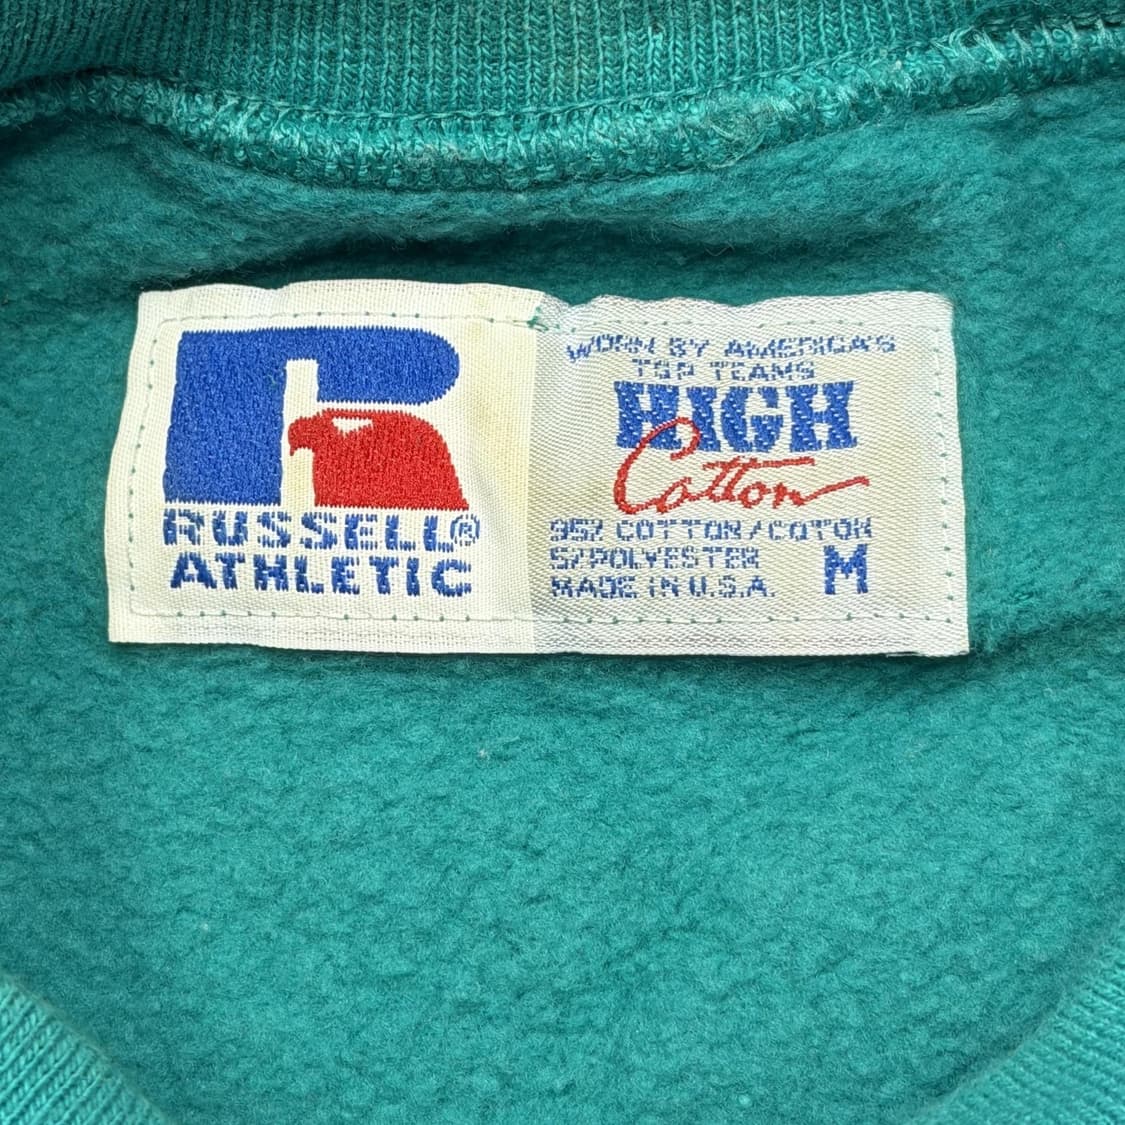 RUSSELL®
ATHLETIC
WORN BY AMERICA'S
TOP TEAMS
HIGH
Cotton
95% COTTON/COTON
5%POLYESTER
MADE IN U.S.A.
M